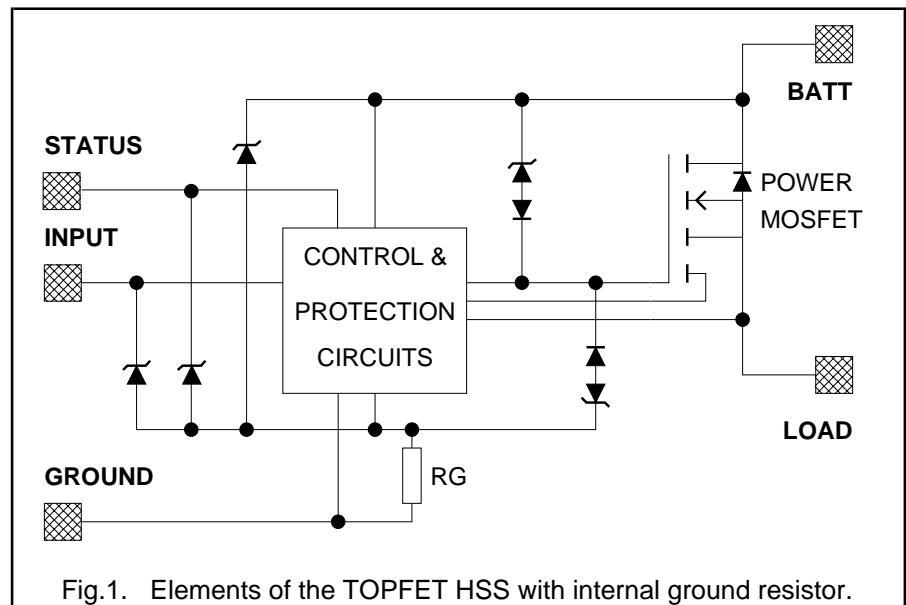 BATT
STATUS
POWER
MOSFET
INPUT
CONTROL &
PROTECTION
CIRCUITS
LOAD
GROUND
RG
Fig.1. Elements of the TOPFET HSS with internal ground resistor.